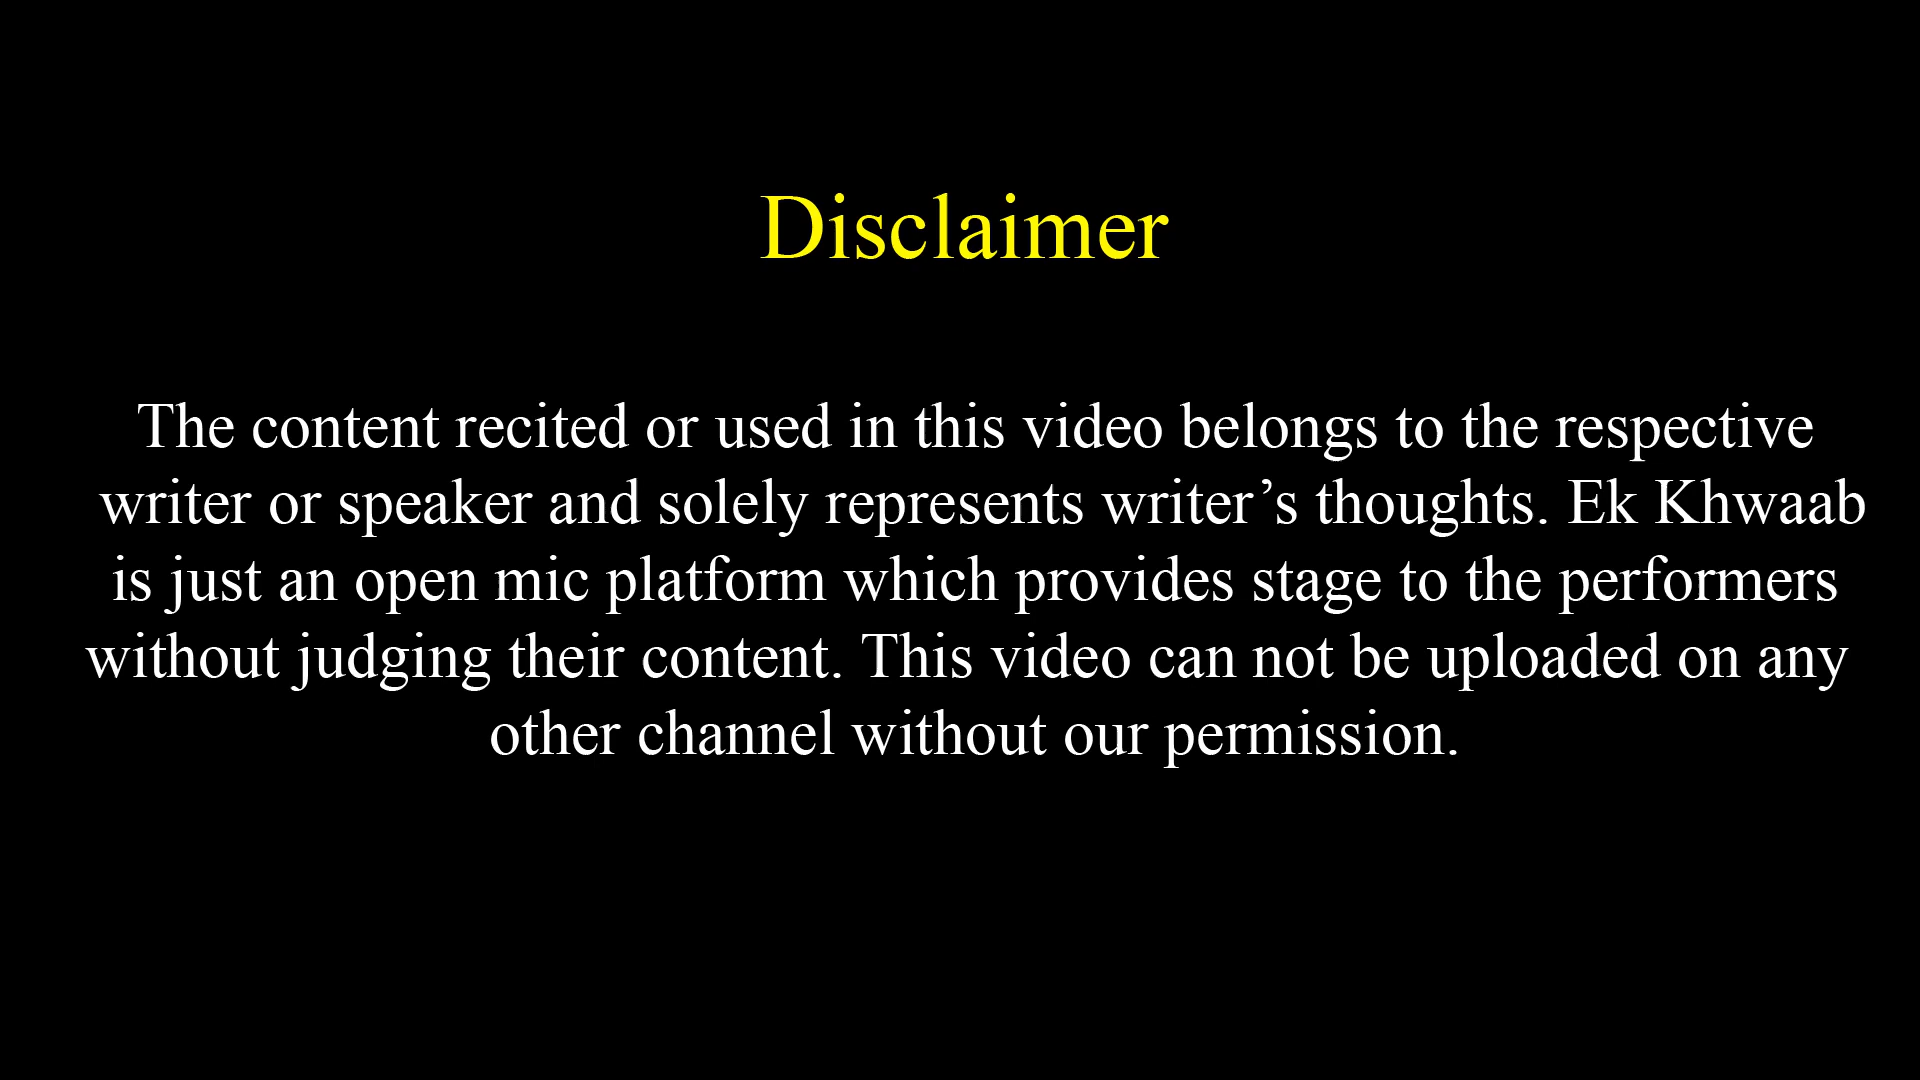 Disclaimer
The content recited or used in this video belongs to the respective
writer or speaker and solely represents writer’s thoughts. Ek Khwaab
is just an open mic platform which provides stage to the performers
without judging their content. This video can not be uploaded on any
other channel without our permission.